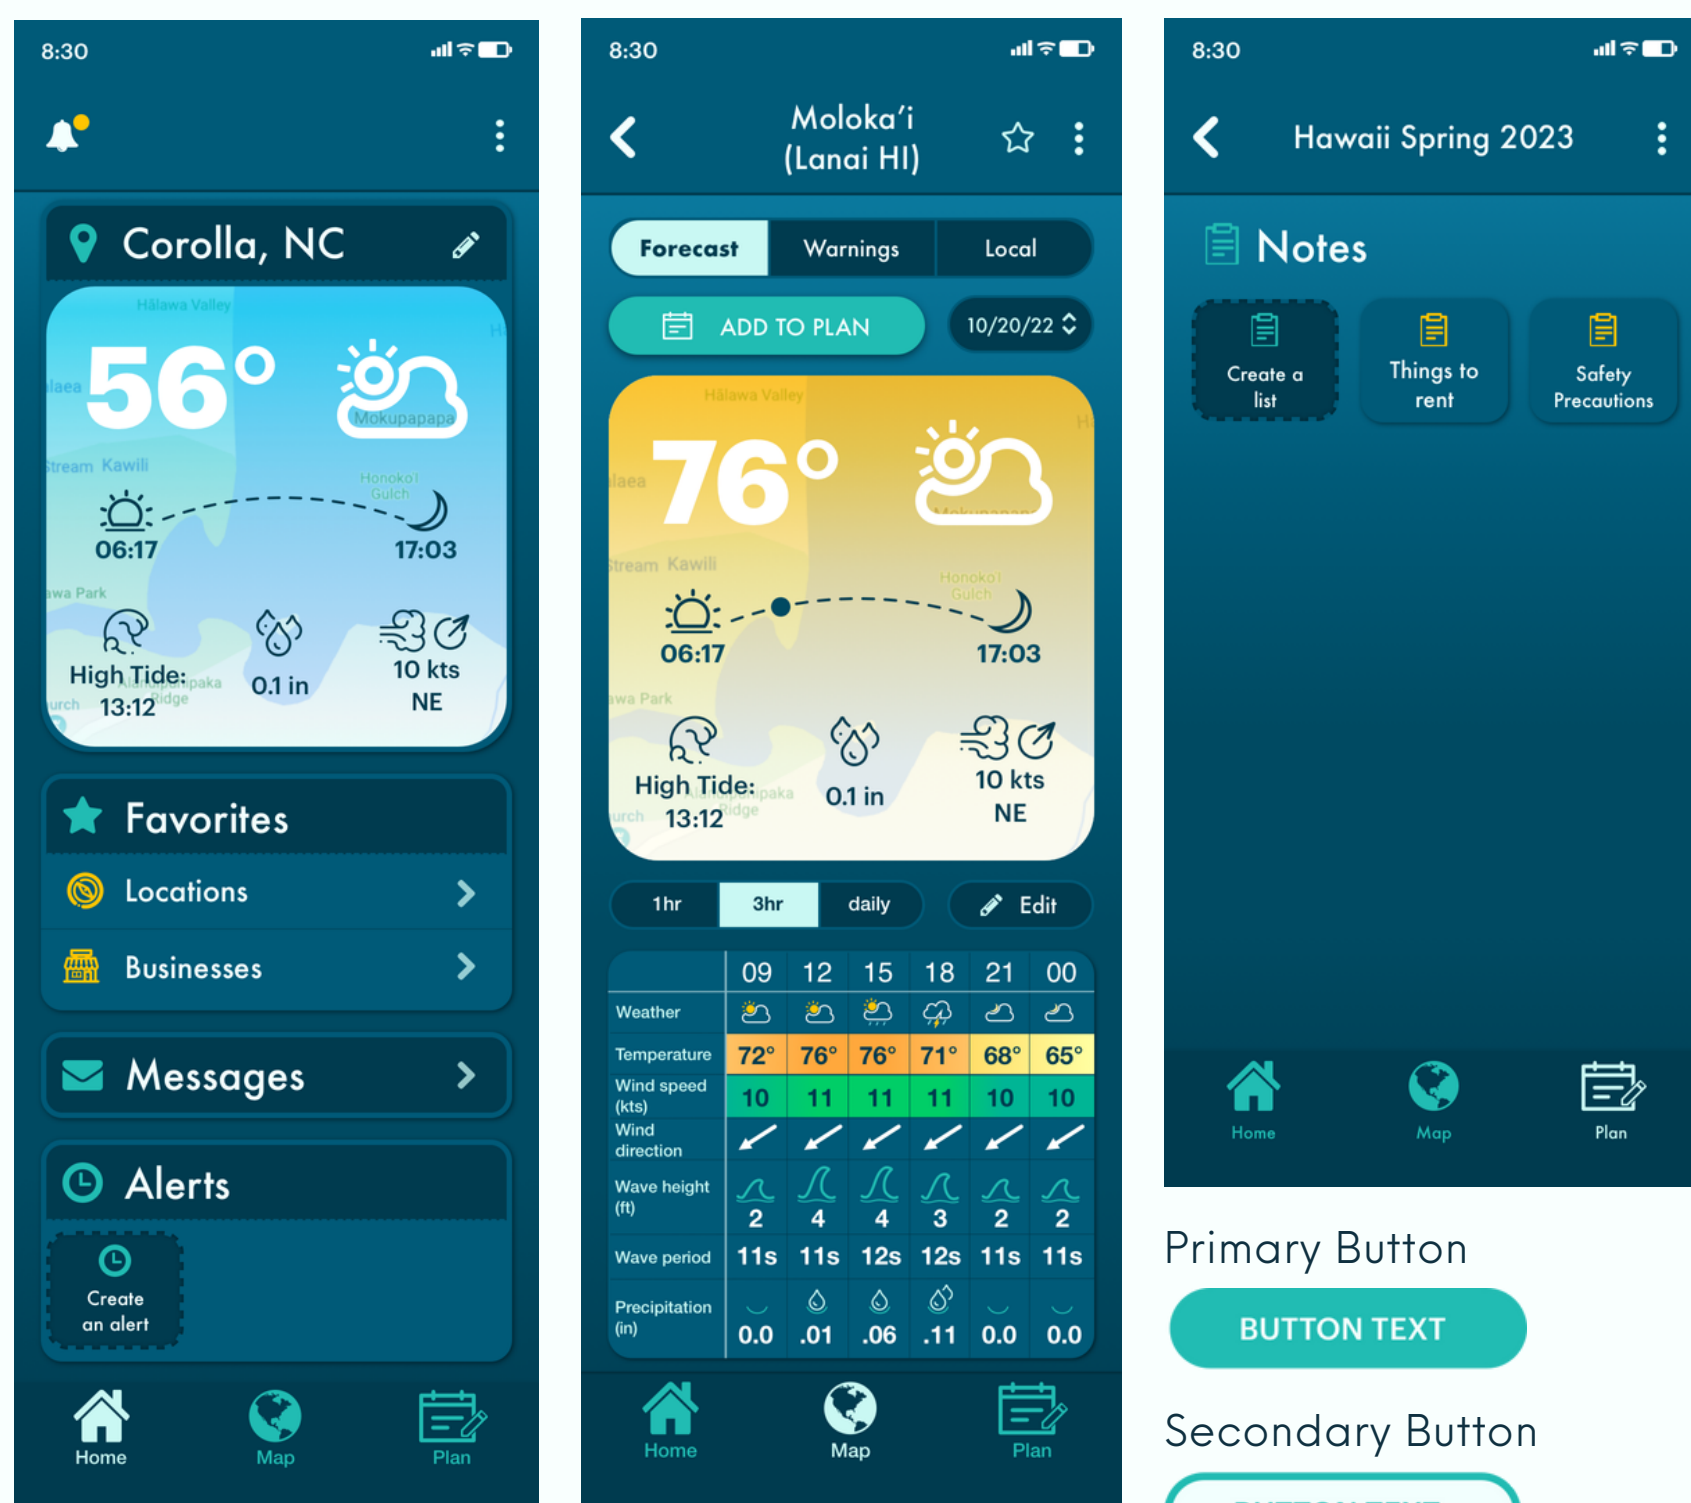 8:30
Corolla, NC
Hālawa Valley
56°
Mokupapapa
Stream Kawili
Honoko'i
Gulch
06:17
17:03
awa Park
High Tide:
13:12
0.1 in
10 kts
NE
Ridge
Favorites
Locations
Businesses
Messages
Alerts
Create
an alert
Home
Map
Plan
8:30
Moloka'i
(Lanai HI)
Forecast
Warnings
Local
ADD TO PLAN
10/20/22
Hālawa Valley
76°
Stream Kawili
Honoko'i
Gulch
06:17
17:03
awa Park
High Tide:
13:12
0.1 in
10 kts
NE
Ridge
1hr
3hr
daily
Edit
09 12 15 18 21 00
Weather
Temperature 72° 76° 76° 71° 68° 65°
Wind speed
(kts) 10 11 11 11 10 10
Wind
direction
Wave height
(ft) 2 4 4 3 2 2
Wave period 11s 11s 12s 12s 11s 11s
Precipitation
(in) 0.0 .01 .06 .11 0.0 0.0
Home
Map
Plan
8:30
Hawaii Spring 2023
Notes
Create a
list
Things to
rent
Safety
Precautions
Home
Map
Plan
Primary Button
BUTTON TEXT
Secondary Button